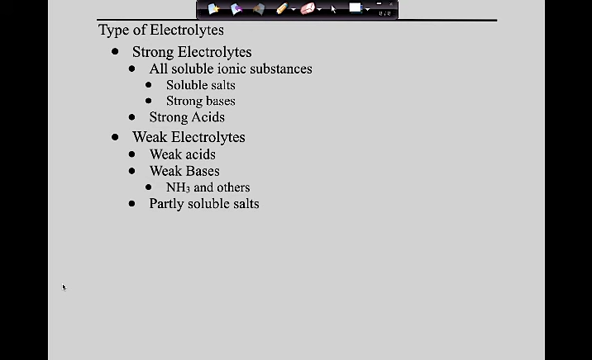 Type of Electrolytes
Strong Electrolytes
All soluble ionic substances
Soluble salts
Strong bases
Strong Acids
Weak Electrolytes
Weak acids
Weak Bases
NH₃ and others
Partly soluble salts